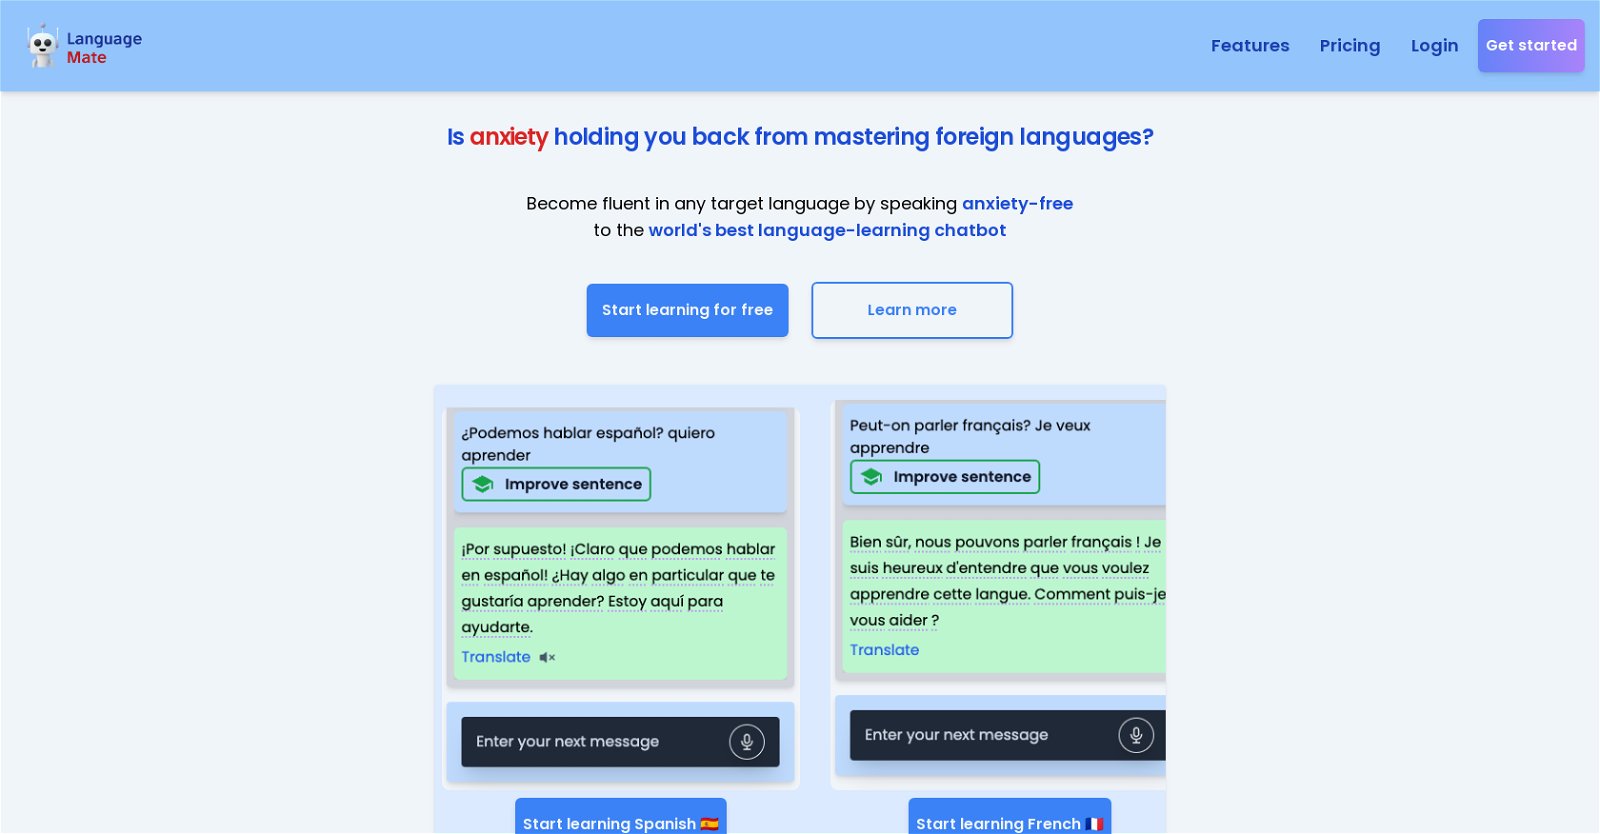 Language
Mate
Features
Pricing
Login
Get started
Is anxiety holding you back from mastering foreign languages?
Become fluent in any target language by speaking anxiety-free
to the world's best language-learning chatbot
Start learning for free
Learn more
¿Podemos hablar español? quiero
aprender
Improve sentence
¡Por supuesto! ¡Claro que podemos hablar
en español! ¿Hay algo en particular que te
gustaría aprender? Estoy aquí para
ayudarte.
Translate
Enter your next message
Start learning Spanish 🇪🇸
Peut-on parler français? Je veux
apprendre
Improve sentence
Bien sûr, nous pouvons parler français ! Je
suis heureux d'entendre que vous voulez
apprendre cette langue. Comment puis-je
vous aider ?
Translate
Enter your next message
Start learning French 🇫🇷